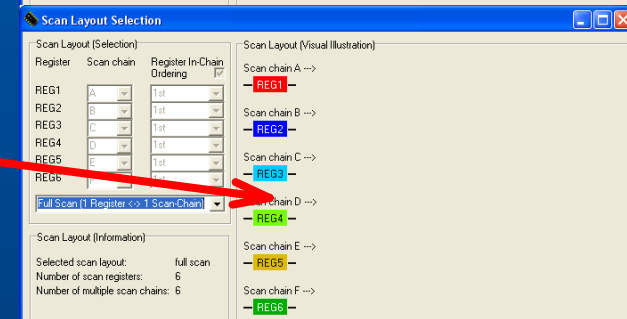 Scan Layout Selection
Scan Layout (Selection)
Register Scan chain Register In-Chain
Ordering
REG1 A 1st
REG2 B 1st
REG3 C 1st
REG4 D 1st
REG5 E 1st
REG6 1st
Full Scan (1 Register <-> 1 Scan-Chain)
Scan Layout (Information)
Selected scan layout: full scan
Number of scan registers: 6
Number of multiple scan chains: 6
Scan Layout (Visual Illustration)
Scan chain A --->
REG1
Scan chain B --->
REG2
Scan chain C --->
REG3
chain D --->
REG4
Scan chain E --->
REG5
Scan chain F --->
REG6